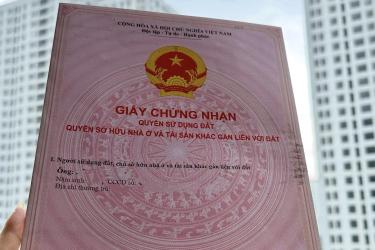 CỘNG HÒA XÃ HỘI CHỦ NGHĨA VIỆT NAM
Độc lập - Tự do - Hạnh phúc
GIẤY CHỨNG NHẬN
QUYỀN SỬ DỤNG ĐẤT
QUYỀN SỞ HỮU NHÀ Ở VÀ TÀI SẢN KHÁC GẮN LIỀN VỚI ĐẤT
I. Người sử dụng đất, chủ sở hữu nhà ở và tài sản khác gắn liền với đất
Ông:
Năm sinh: , CCCD số:
Địa chỉ thường trú: